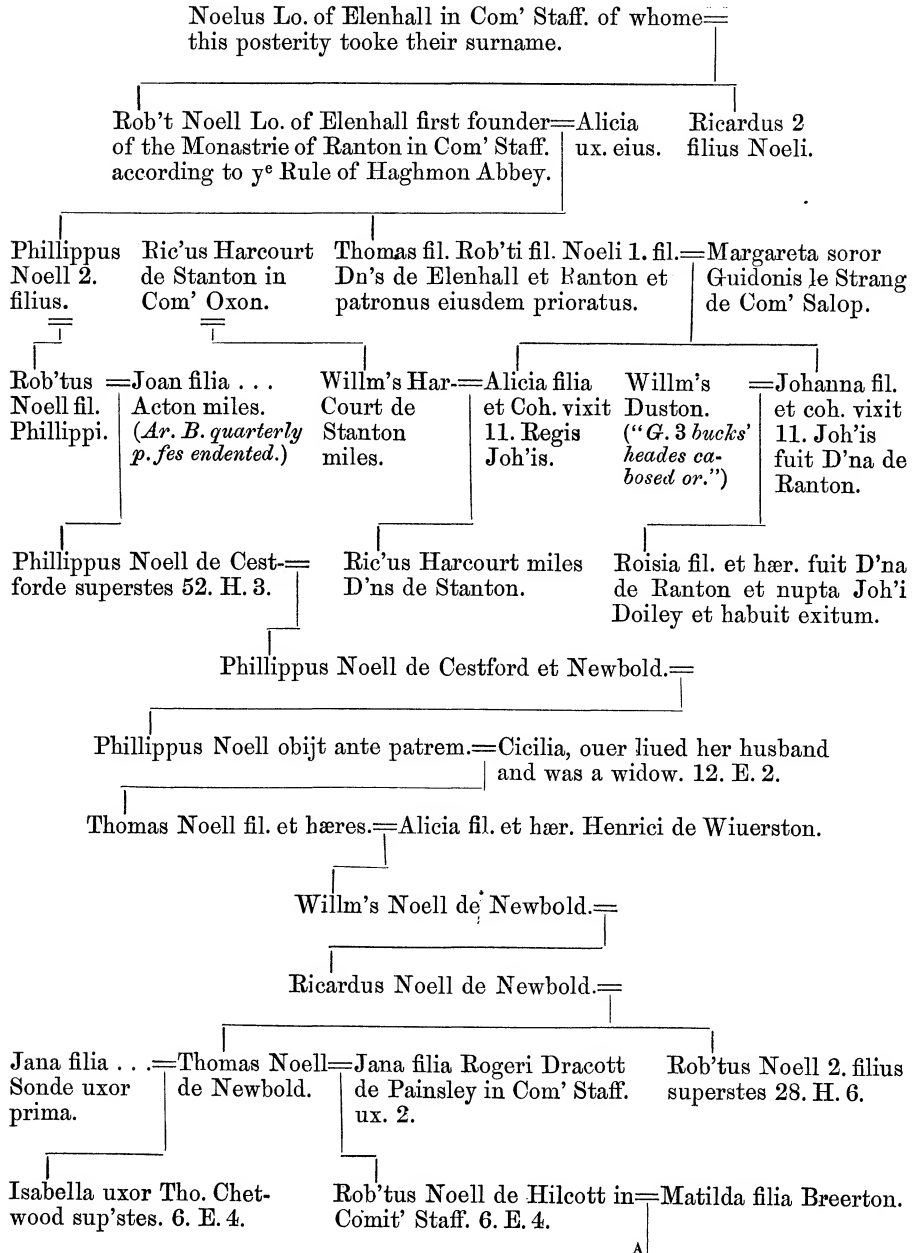 Noelus Lo. of Elenhall in Com' Staff. of whome=
this posterity tooke their surname.
Rob't Noell Lo. of Elenhall first founder=Alicia
of the Monastrie of Ranton in Com' Staff. ux. eius.
according to yᵉ Rule of Haghmon Abbey.
Ricardus 2
filius Noeli.
Phillippus
Noell 2.
filius.
=
Ric'us Harcourt
de Stanton in
Com' Oxon.
=
Thomas fil. Rob'ti fil. Noeli 1. fil.=Margareta soror
Dn's de Elenhall et Ranton et Guidonis le Strang
patronus eiusdem prioratus. de Com' Salop.
Rob'tus =Joan filia . . .
Noell fil. Acton miles.
Phillippi. (Ar. B. quarterly
p. fes endented.)
Willm's Har-=Alicia filia
Court de et Coh. vixit
Stanton 11. Regis
miles. Joh'is.
Willm's =Johanna fil.
Duston. et coh. vixit
("G. 3 bucks' 11. Joh'is
heades ca- fuit D'na de
bosed or.") Ranton.
Phillippus Noell de Cest-=
forde superstes 52. H. 3.
Ric'us Harcourt miles
D'ns de Stanton.
Roisia fil. et hær. fuit D'na
de Ranton et nupta Joh'i
Doiley et habuit exitum.
Phillippus Noell de Cestford et Newbold.=
Phillippus Noell obijt ante patrem.=Cicilia, ouer liued her husband
and was a widow. 12. E. 2.
Thomas Noell fil. et hæres.=Alicia fil. et hær. Henrici de Wiuerston.
Willm's Noell de Newbold.=
Ricardus Noell de Newbold.=
Jana filia . . .=Thomas Noell=Jana filia Rogeri Dracott
Sonde uxor de Newbold. de Painsley in Com' Staff.
prima. ux. 2.
Rob'tus Noell 2. filius
superstes 28. H. 6.
Isabella uxor Tho. Chet-
wood sup'stes. 6. E. 4.
Rob'tus Noell de Hilcott in=Matilda filia Breerton.
Comit' Staff. 6. E. 4.
A